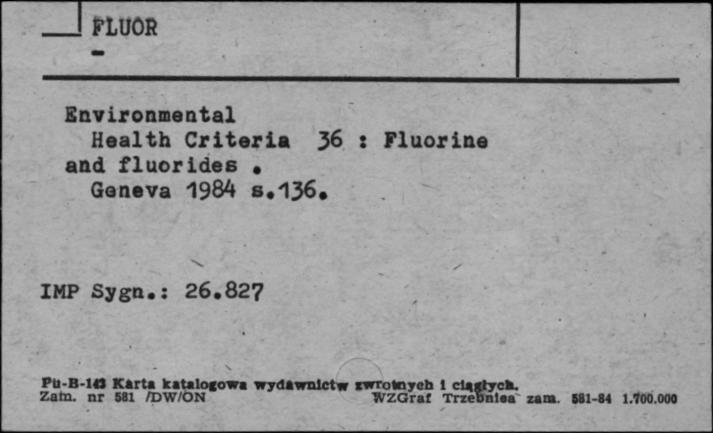 FLUOR
-
Environmental
Health Criteria 36 : Fluorine
and fluorides .
Geneva 1984 s.136.
IMP Sygn.: 26.827
Pu-B-143 Karta katalogowa wydawnictw zwrotnych i ciągłych.
Zam. nr 581 /DW/ON WZGraf Trzebnica zam. 581-84 1.700.000